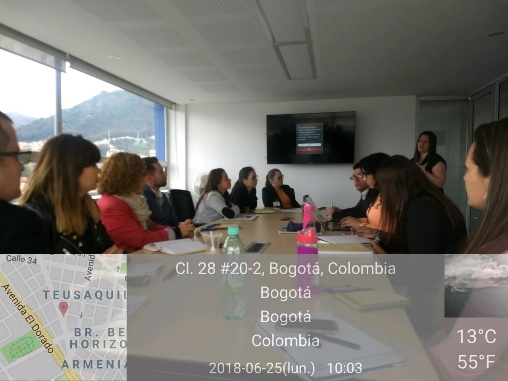 Calle 34
Avenida El Dorado
Aveni
TEUSAQUIL
BR. BE
HORIZO
ARMENIA
Cl. 28 #20-2, Bogotá, Colombia
Bogotá
Bogotá
Colombia
2018-06-25(lun.) 10:03
13°C
55°F